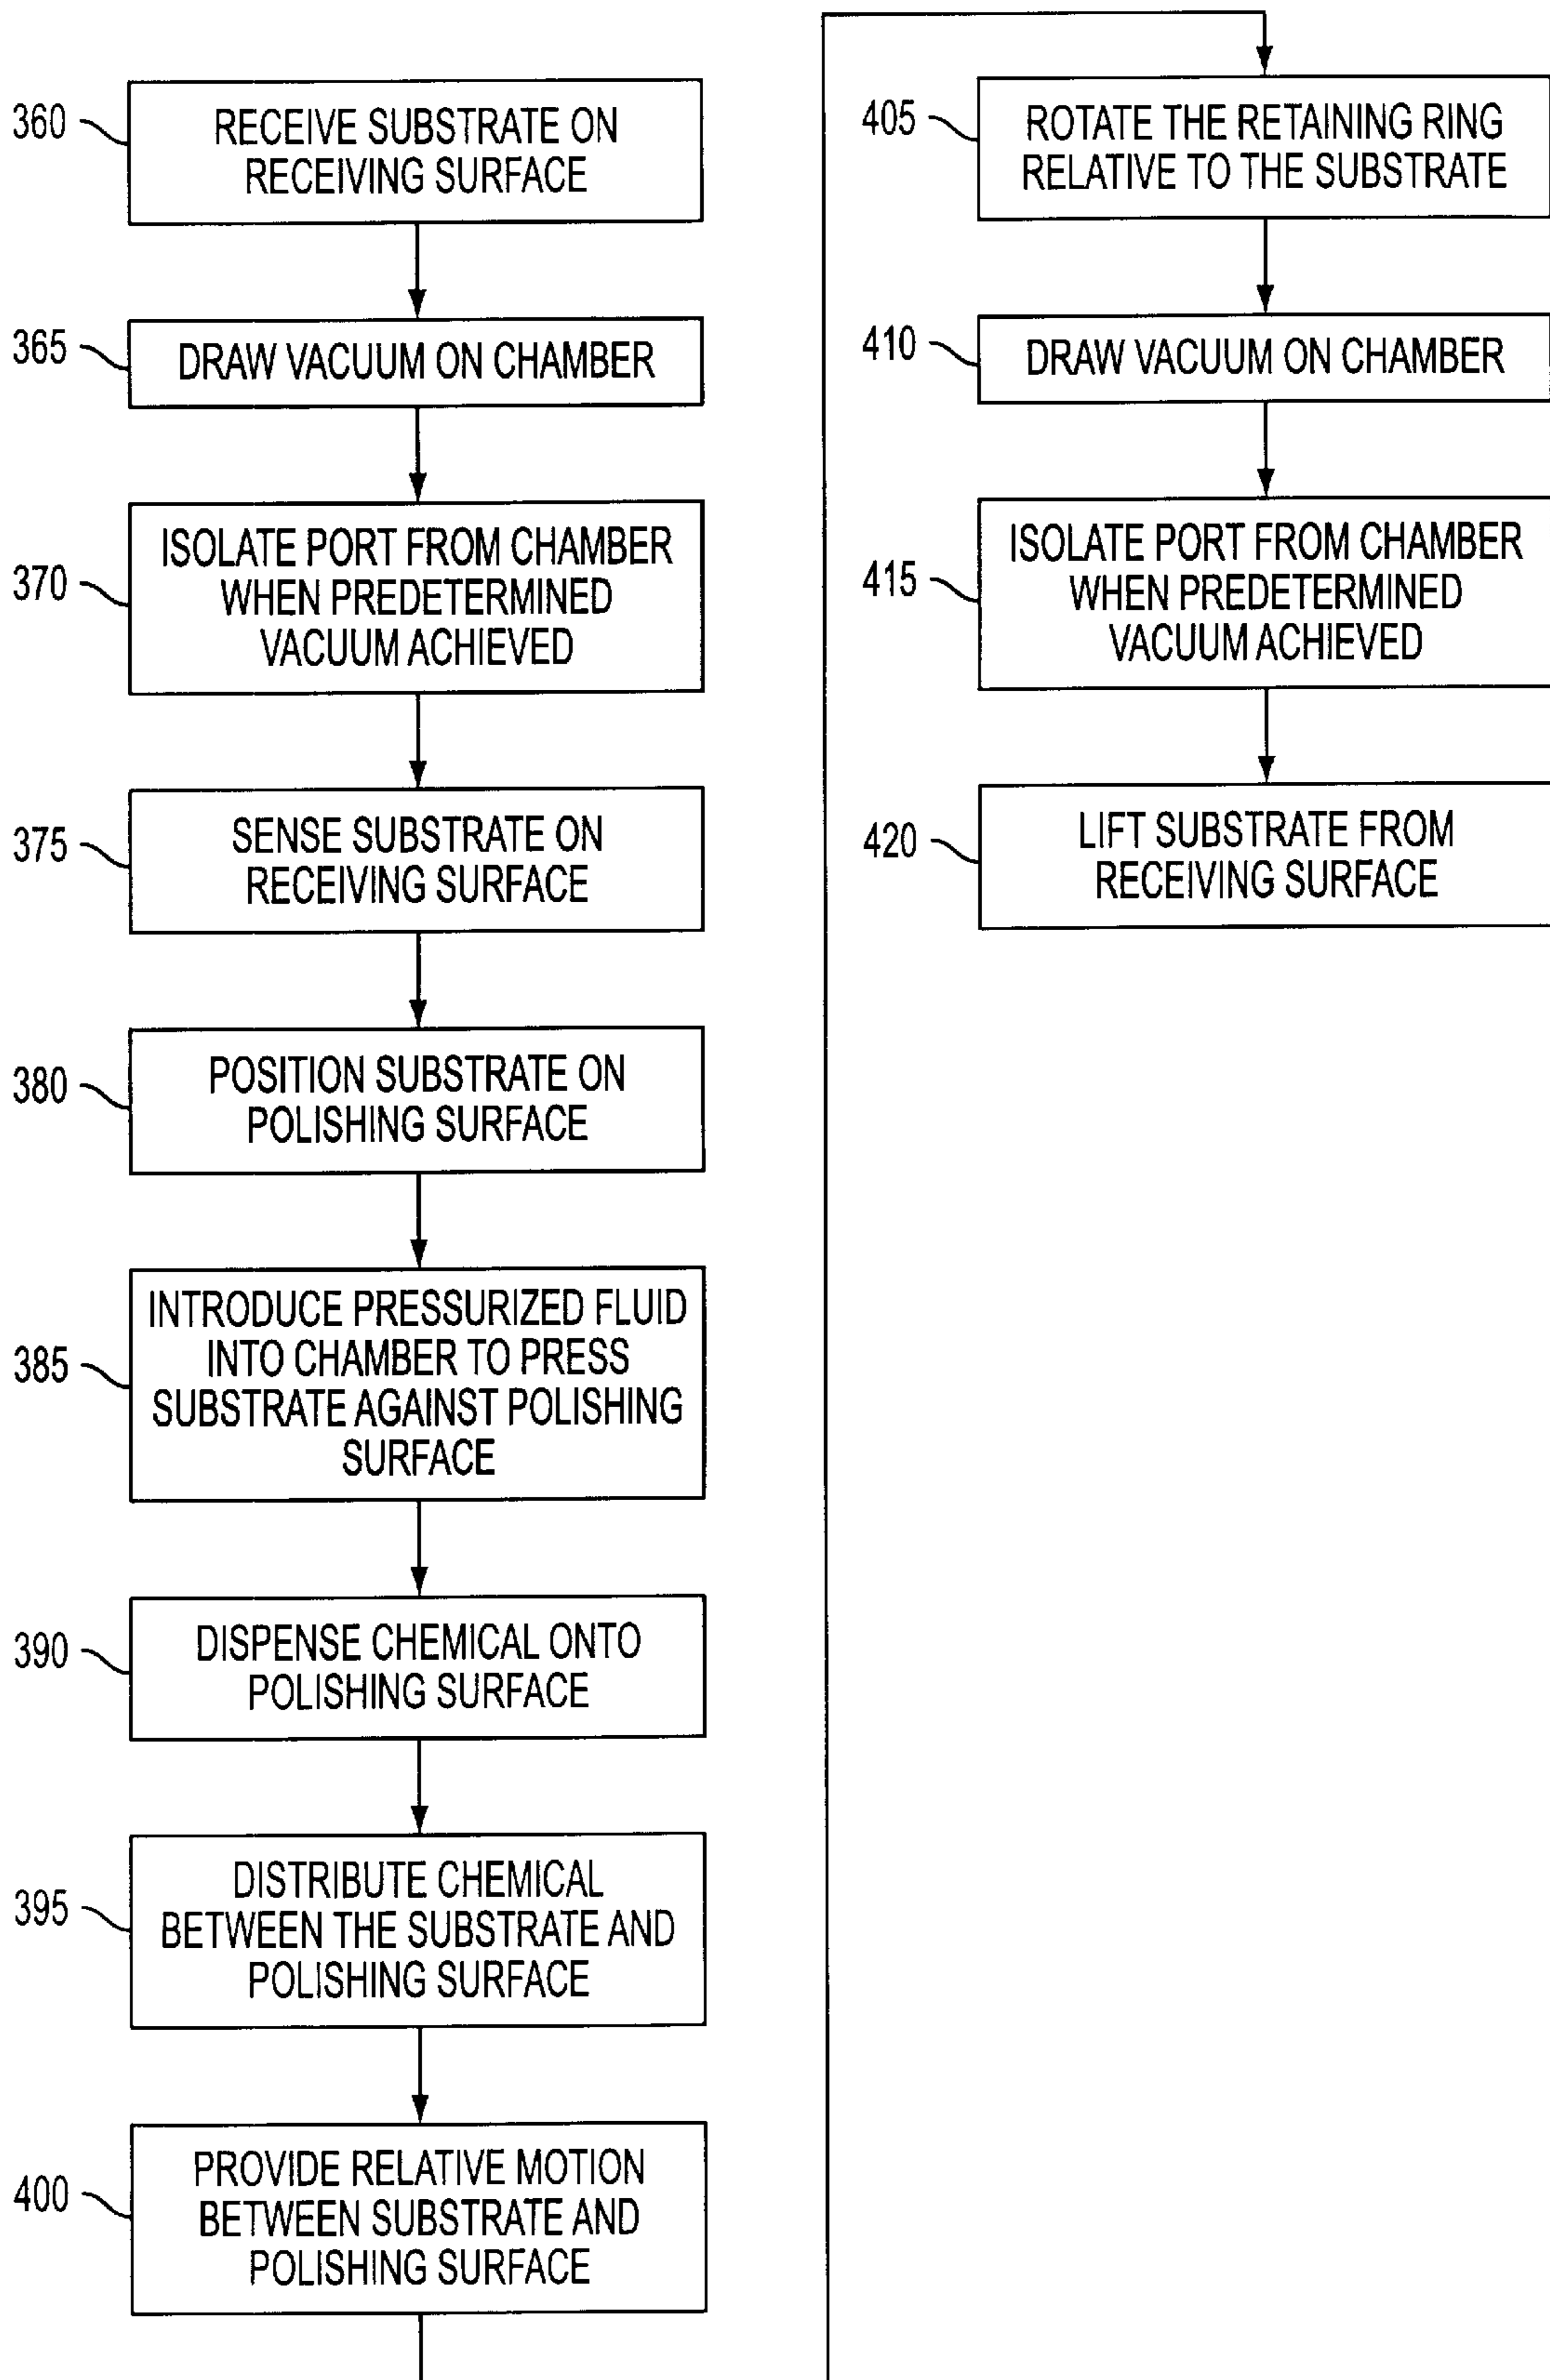 360
RECEIVE SUBSTRATE ON
RECEIVING SURFACE
365
DRAW VACUUM ON CHAMBER
370
ISOLATE PORT FROM CHAMBER
WHEN PREDETERMINED
VACUUM ACHIEVED
375
SENSE SUBSTRATE ON
RECEIVING SURFACE
380
POSITION SUBSTRATE ON
POLISHING SURFACE
385
INTRODUCE PRESSURIZED FLUID
INTO CHAMBER TO PRESS
SUBSTRATE AGAINST POLISHING
SURFACE
390
DISPENSE CHEMICAL ONTO
POLISHING SURFACE
395
DISTRIBUTE CHEMICAL
BETWEEN THE SUBSTRATE AND
POLISHING SURFACE
400
PROVIDE RELATIVE MOTION
BETWEEN SUBSTRATE AND
POLISHING SURFACE
405
ROTATE THE RETAINING RING
RELATIVE TO THE SUBSTRATE
410
DRAW VACUUM ON CHAMBER
415
ISOLATE PORT FROM CHAMBER
WHEN PREDETERMINED
VACUUM ACHIEVED
420
LIFT SUBSTRATE FROM
RECEIVING SURFACE